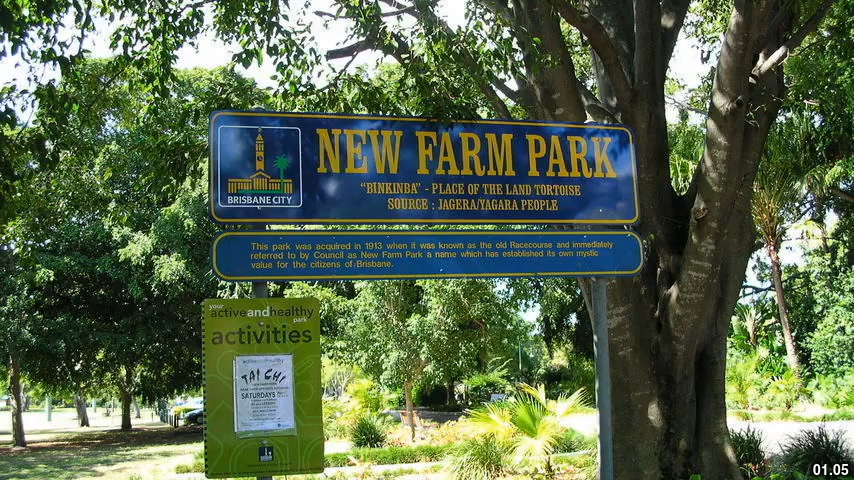 NEW FARM PARK
"BINKINBA" - PLACE OF THE LAND TORTOISE
SOURCE : JAGERA/YAGARA PEOPLE
BRISBANE CITY
This park was acquired in 1913 when it was known as the old Racecourse and immediately
referred to by Council as New Farm Park a name which has established its own mystic
value for the citizens of Brisbane.
your
activeandhealthy
park
activities
activeandhealthy
TAI CHI
SATURDAYS
01.05